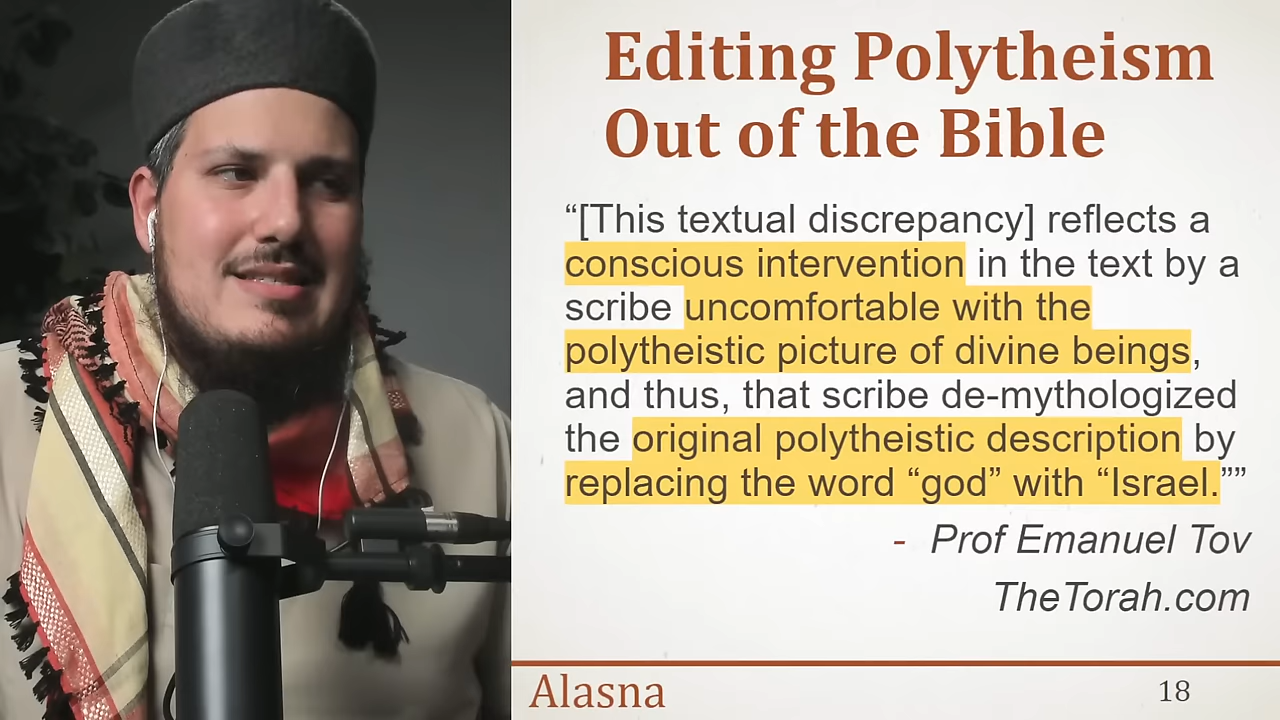 Editing Polytheism
Out of the Bible
“[This textual discrepancy] reflects a
conscious intervention in the text by a
scribe uncomfortable with the
polytheistic picture of divine beings,
and thus, that scribe de-mythologized
the original polytheistic description by
replacing the word “god” with “Israel.””
- Prof Emanuel Tov
TheTorah.com
Alasna
18